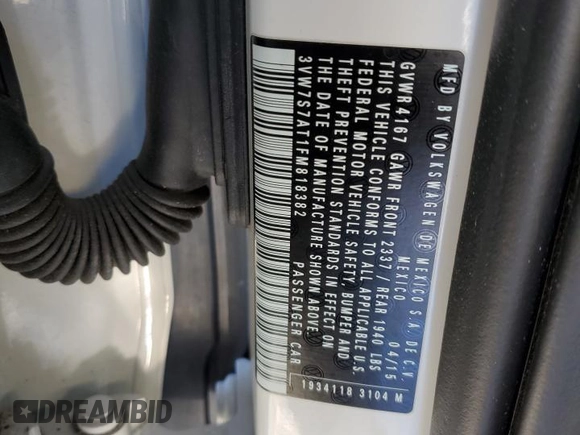 MFD BY VOLKSWAGEN DE MEXICO S.A. DE C.V.
MEXICO 04/15
GVWR 4167 GAWR FRONT 2337/ REAR 1940 LBS
THIS VEHICLE CONFORMS TO ALL APPLICABLE U.S.
FEDERAL MOTOR VEHICLE SAFETY, BUMPER AND
THEFT PREVENTION STANDARDS IN EFFECT ON
THE DATE OF MANUFACTURE SHOWN ABOVE.
3VW7S7AT1FM818382 PASSENGER CAR
1934118 3104 M
DREAMBID